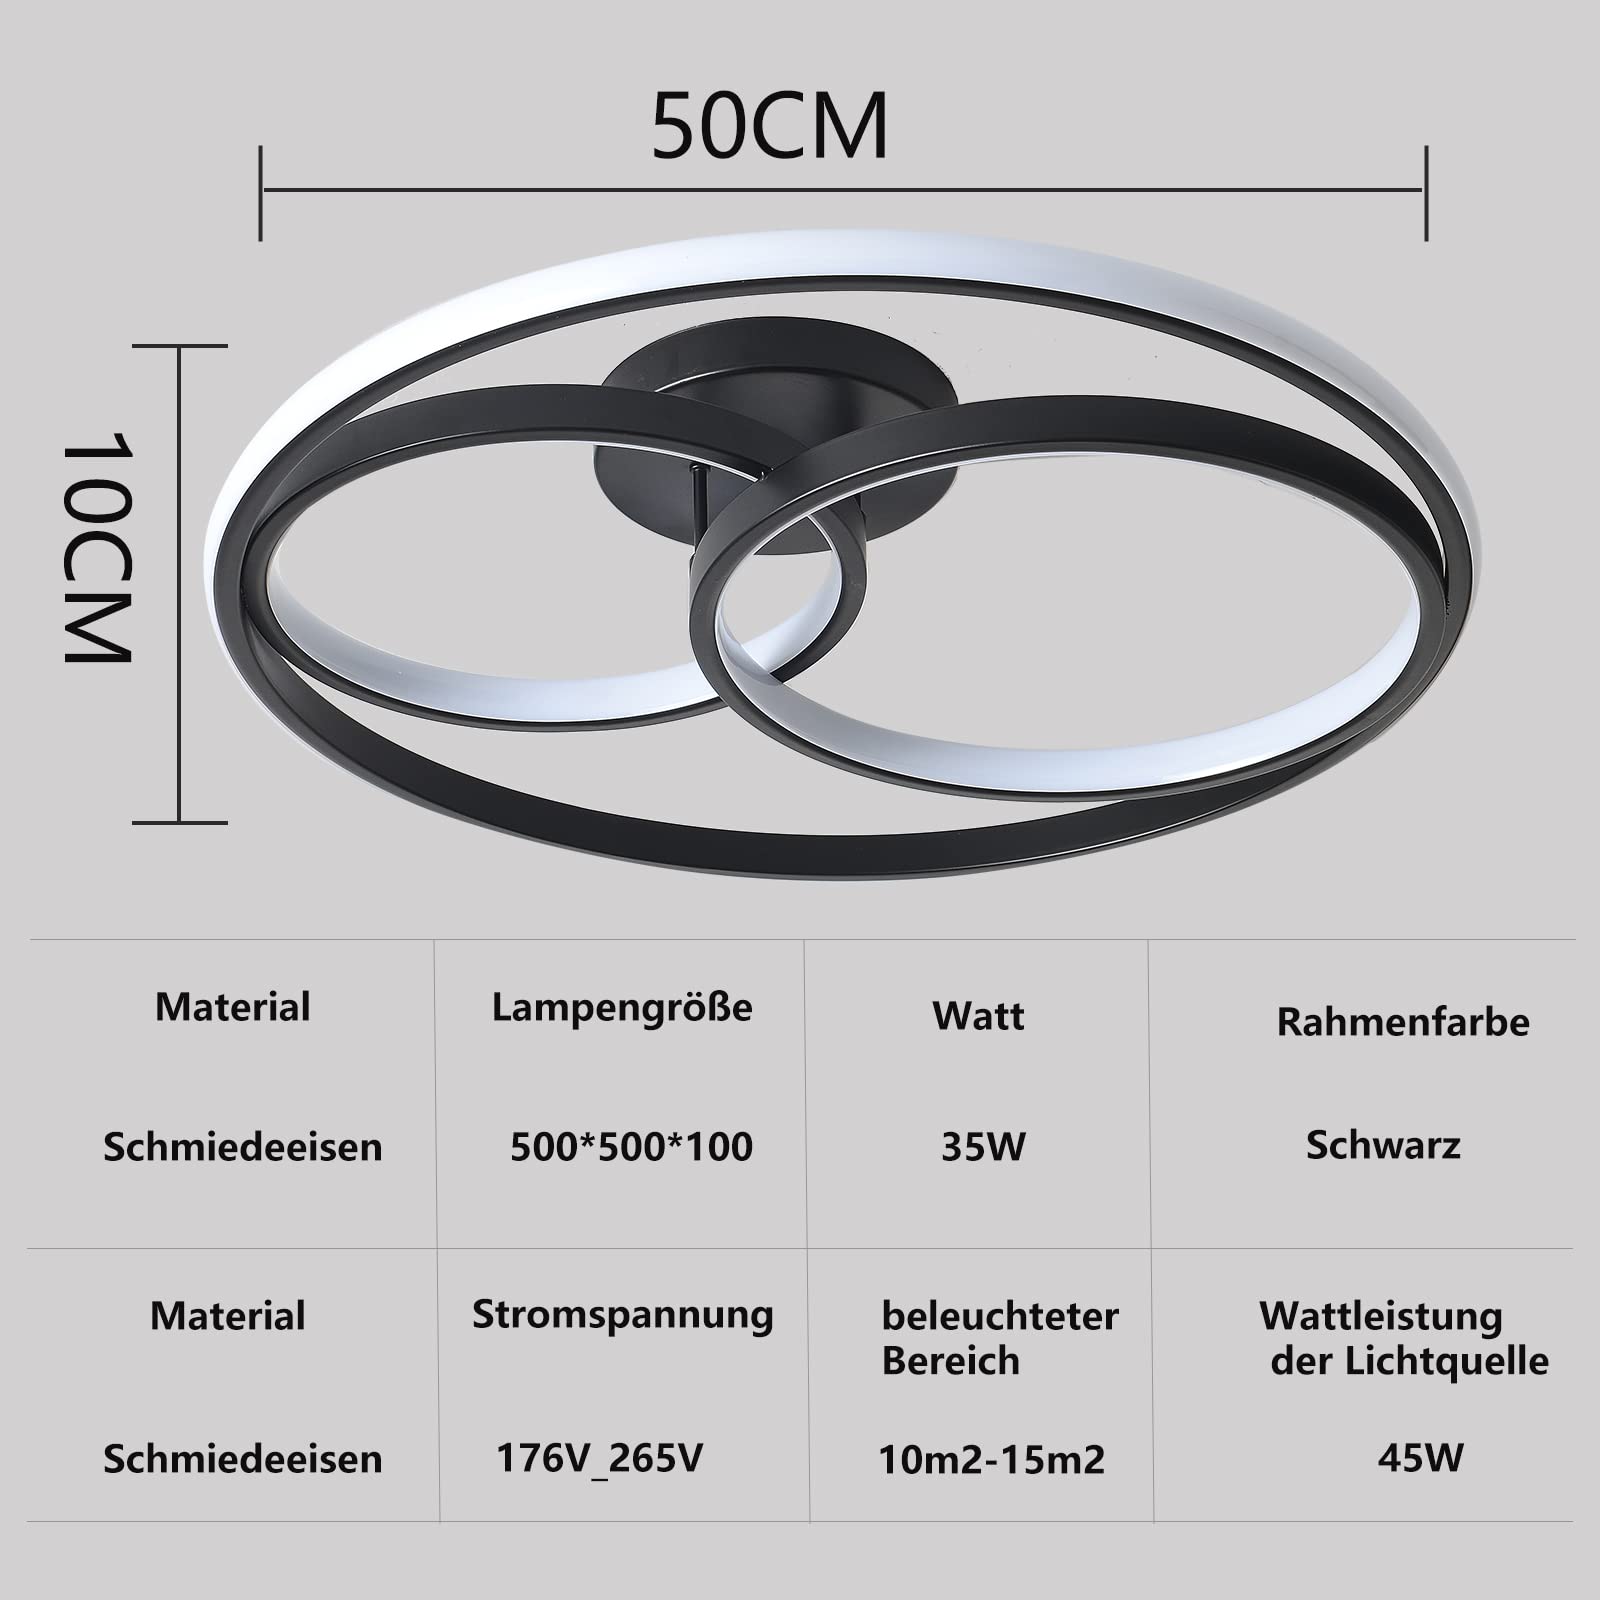 50CM
10CM
Material
Lampengröße
Watt
Rahmenfarbe
Schmiedeeisen
500*500*100
35W
Schwarz
Material
Stromspannung
beleuchteter
Bereich
Wattleistung
der Lichtquelle
Schmiedeeisen
176V_265V
10m2-15m2
45W